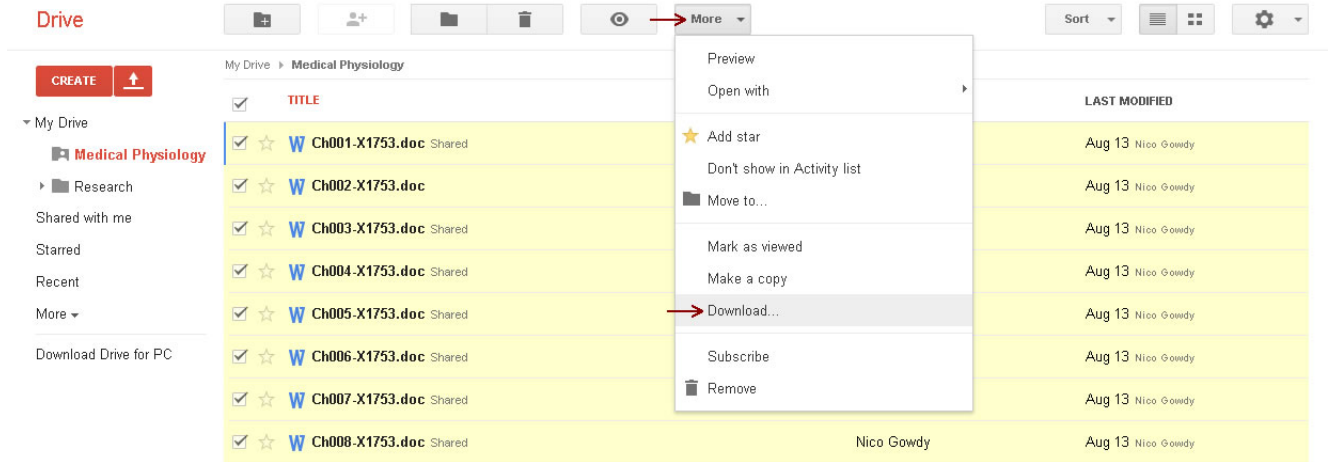 Drive
More
Sort
CREATE
My Drive
Medical Physiology
Research
Shared with me
Starred
Recent
More
Download Drive for PC
My Drive Medical Physiology
TITLE LAST MODIFIED
Ch001-X1753.doc Shared Aug 13 Nico Gowdy
Ch002-X1753.doc Aug 13 Nico Gowdy
Ch003-X1753.doc Shared Aug 13 Nico Gowdy
Ch004-X1753.doc Shared Aug 13 Nico Gowdy
Ch005-X1753.doc Shared Aug 13 Nico Gowdy
Ch006-X1753.doc Shared Aug 13 Nico Gowdy
Ch007-X1753.doc Shared Aug 13 Nico Gowdy
Ch008-X1753.doc Shared Nico Gowdy Aug 13 Nico Gowdy
Preview
Open with
Add star
Don't show in Activity list
Move to...
Mark as viewed
Make a copy
Download...
Subscribe
Remove